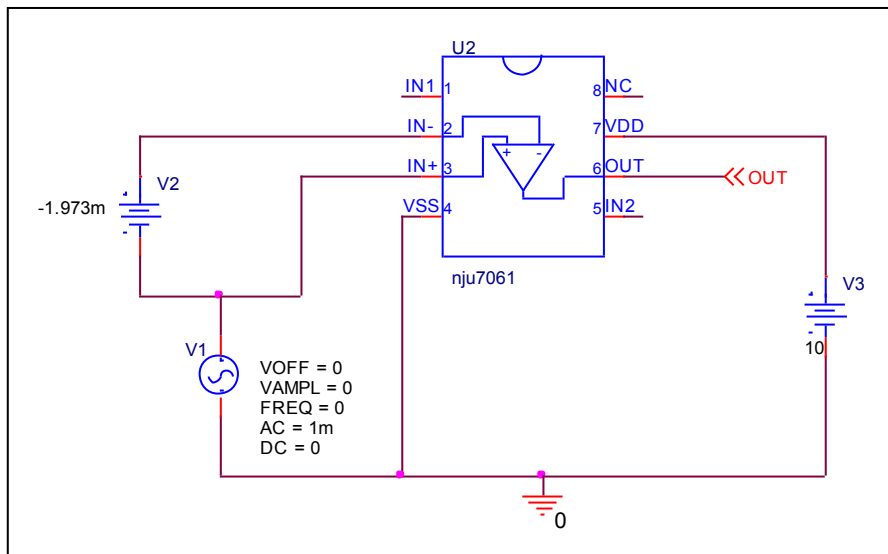 U2
IN1 1 8 NC
IN- 2 7 VDD
+ -
V2
IN+ 3 6 OUT
OUT
-1.973m
VSS 4 5 IN2
nju7061
V3
10
V1
VOFF = 0
VAMPL = 0
FREQ = 0
AC = 1m
DC = 0
0